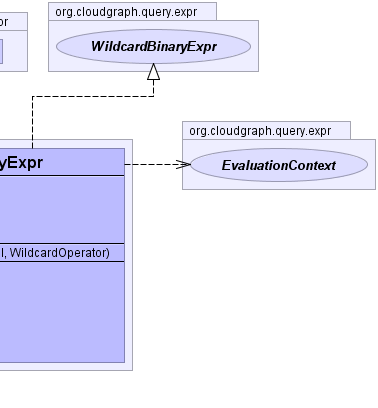 org.cloudgraph.query.expr
WildcardBinaryExpr
org.cloudgraph.query.expr
EvaluationContext
yExpr
l, WildcardOperator)